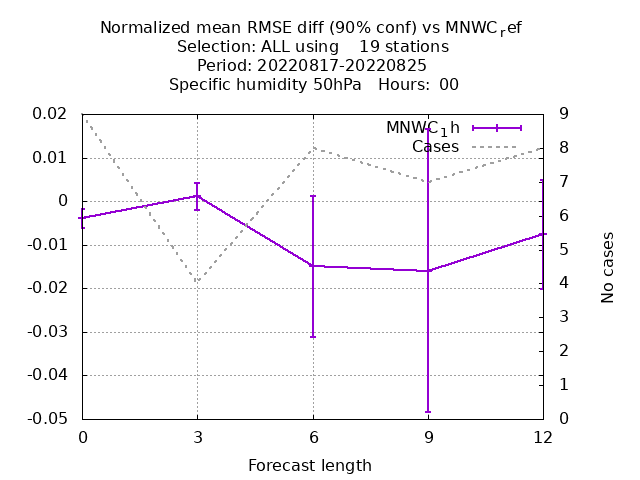 Normalized mean RMSE diff (90% conf) vs MNWC_ref
Selection: ALL using    19 stations
Period: 20220817-20220825
Specific humidity 50hPa   Hours: 00
MNWC_1h
Cases
0.02
0.01
0
-0.01
-0.02
-0.03
-0.04
-0.05
9
8
7
6
5
4
3
2
1
0
No cases
0 3 6 9 12
Forecast length